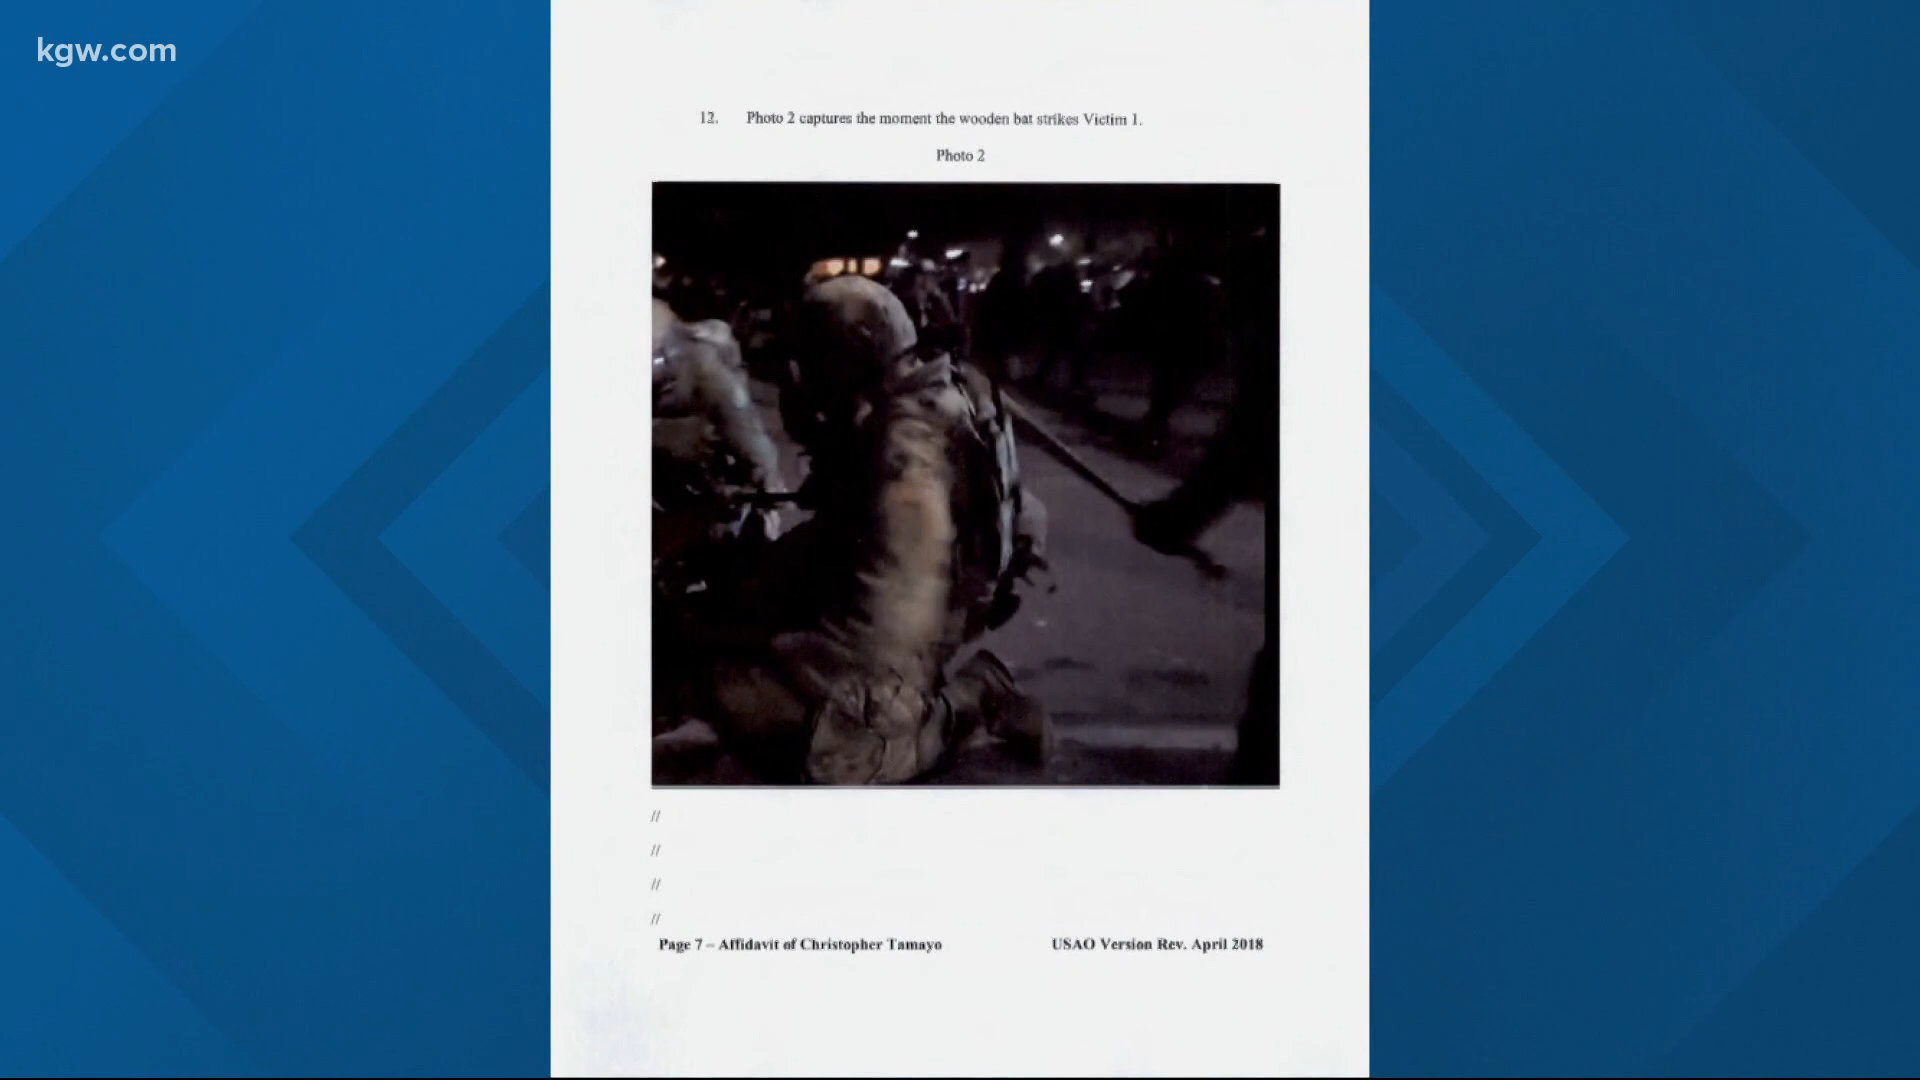 kgw.com
12. Photo 2 captures the moment the wooden bat strikes Victim 1.
Photo 2
//
//
//
//
Page 7 – Affidavit of Christopher Tamayo USAO Version Rev. April 2018